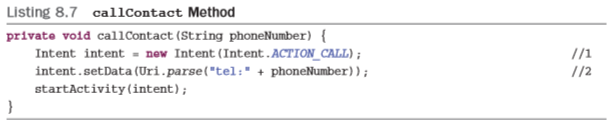 Listing 8.7 callContact Method
private void callContact(String phoneNumber) {
Intent intent = new Intent(Intent.ACTION_CALL); //1
intent.setData(Uri.parse("tel:" + phoneNumber)); //2
startActivity(intent);
}